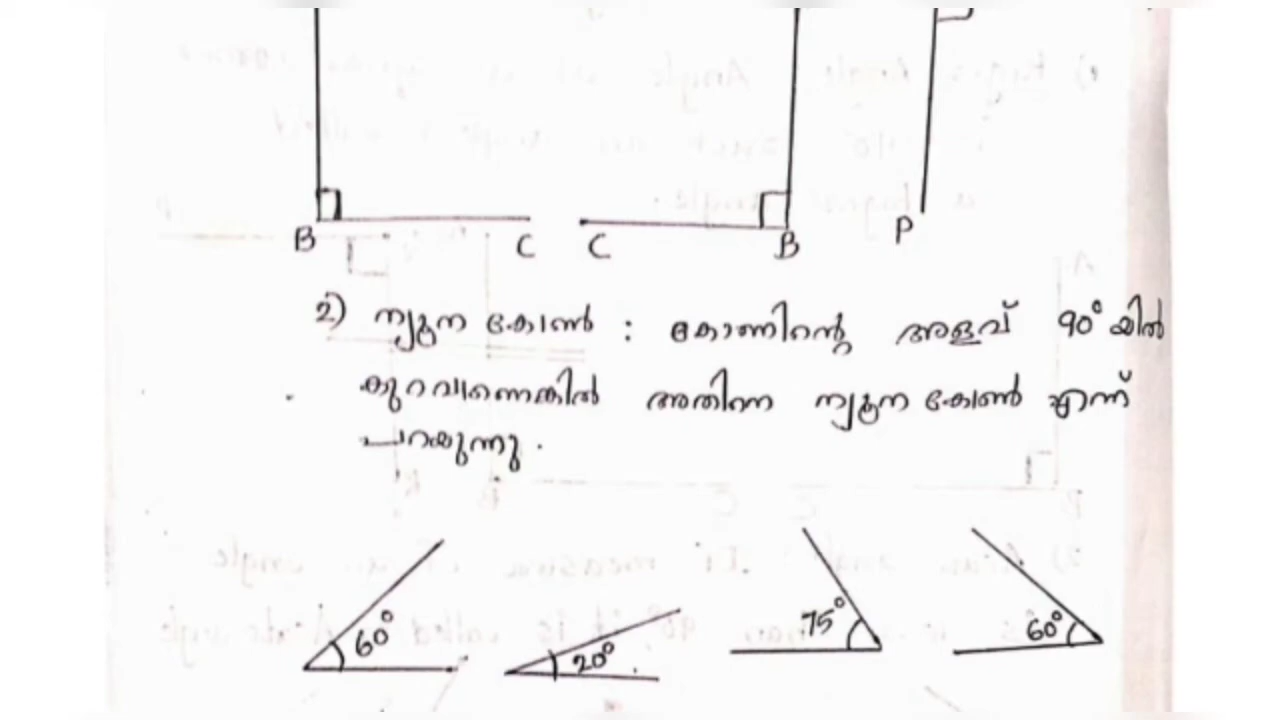 B C C B P
2) ന്യൂന കോൺ : കോണിന്റെ അളവ് 90° യിൽ
കുറവാണെങ്കിൽ അതിനെ ന്യൂന കോൺ എന്ന്
പറയുന്നു.
60° 20° 75° 60°